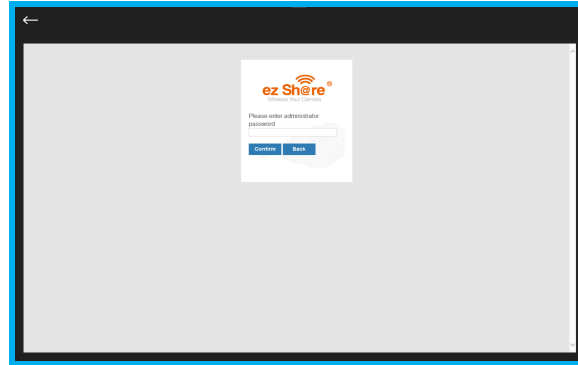 ez Sh@re®
Wireless Your Camera
Please enter administrator
password
Confirm Back